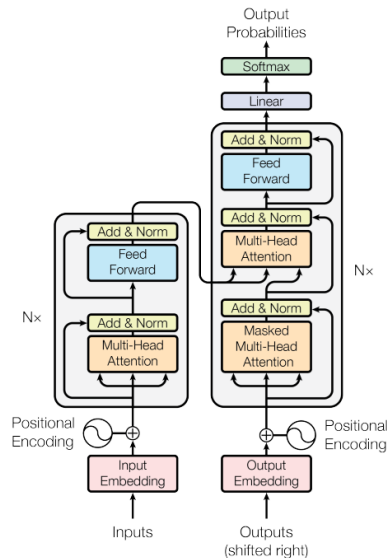 Output
Probabilities
Softmax
Linear
Add & Norm
Feed
Forward
Add & Norm
Multi-Head
Attention
Add & Norm
Masked
Multi-Head
Attention
N×
Add & Norm
Feed
Forward
N×
Add & Norm
Multi-Head
Attention
Positional
Encoding
Positional
Encoding
Input
Embedding
Output
Embedding
Inputs
Outputs
(shifted right)